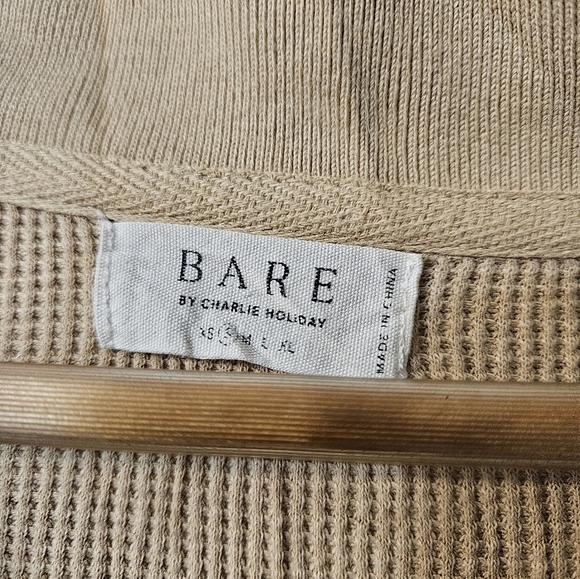 BARE
BY CHARLIE HOLIDAY
XS S M L XL
MADE IN CHINA